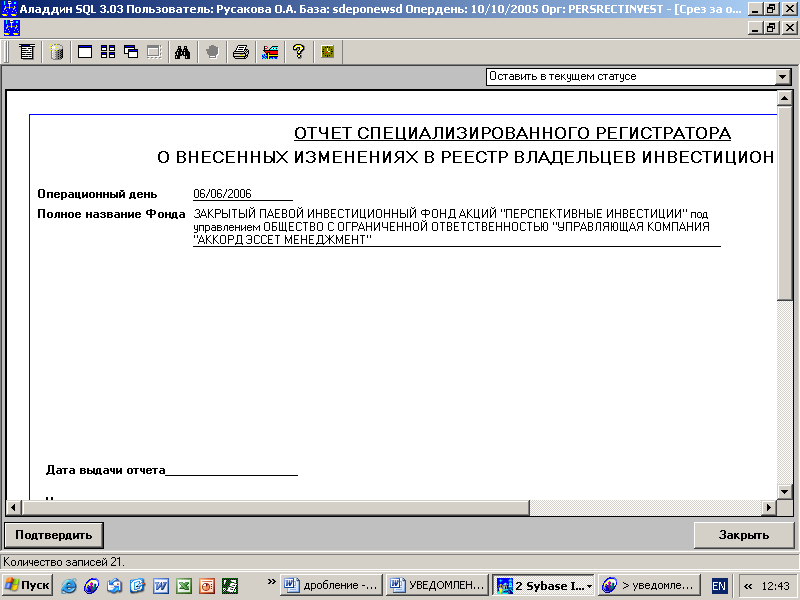 Аладдин SQL 3.03 Пользователь: Русакова О.А. База: sdeponewsd Опердень: 10/10/2005 Орг: PERSRECTINVEST - [Срез за о...
Оставить в текущем статусе
ОТЧЕТ СПЕЦИАЛИЗИРОВАННОГО РЕГИСТРАТОРА
О ВНЕСЕННЫХ ИЗМЕНЕНИЯХ В РЕЕСТР ВЛАДЕЛЬЦЕВ ИНВЕСТИЦИОН
Операционный день 06/06/2006
Полное название Фонда ЗАКРЫТЫЙ ПАЕВОЙ ИНВЕСТИЦИОННЫЙ ФОНД АКЦИЙ "ПЕРСПЕКТИВНЫЕ ИНВЕСТИЦИИ" под
управлением ОБЩЕСТВО С ОГРАНИЧЕННОЙ ОТВЕТСТВЕННОСТЬЮ "УПРАВЛЯЮЩАЯ КОМПАНИЯ
"АККОРД ЭССЕТ МЕНЕДЖМЕНТ"
Дата выдачи отчета
Подтвердить Закрыть
Количество записей 21.
Пуск » дробление -... УВЕДОМЛЕН... 2 Sybase I... > уведомле... EN « 12:43